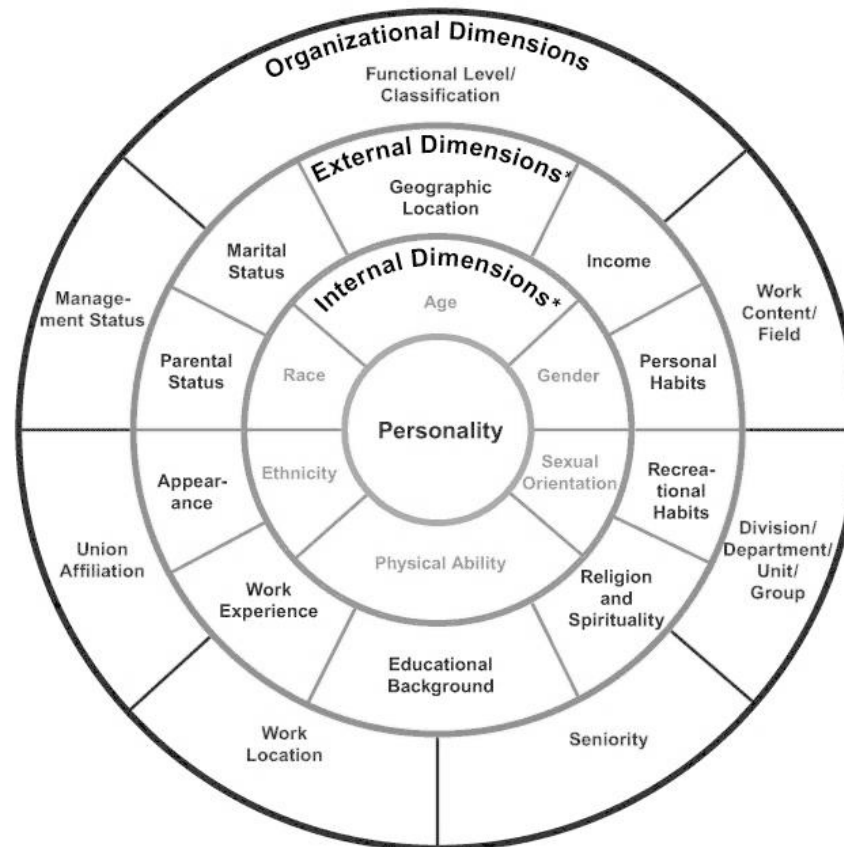 Organizational Dimensions
Functional Level/
Classification
External Dimensions*
Geographic
Location
Marital
Status
Income
Internal Dimensions*
Age
Manage-
ment Status
Work
Content/
Field
Parental
Status
Race
Gender
Personal
Habits
Personality
Appear-
ance
Ethnicity
Sexual
Orientation
Recrea-
tional
Habits
Union
Affiliation
Division/
Department/
Unit/
Group
Physical Ability
Work
Experience
Religion
and
Spirituality
Educational
Background
Work
Location
Seniority